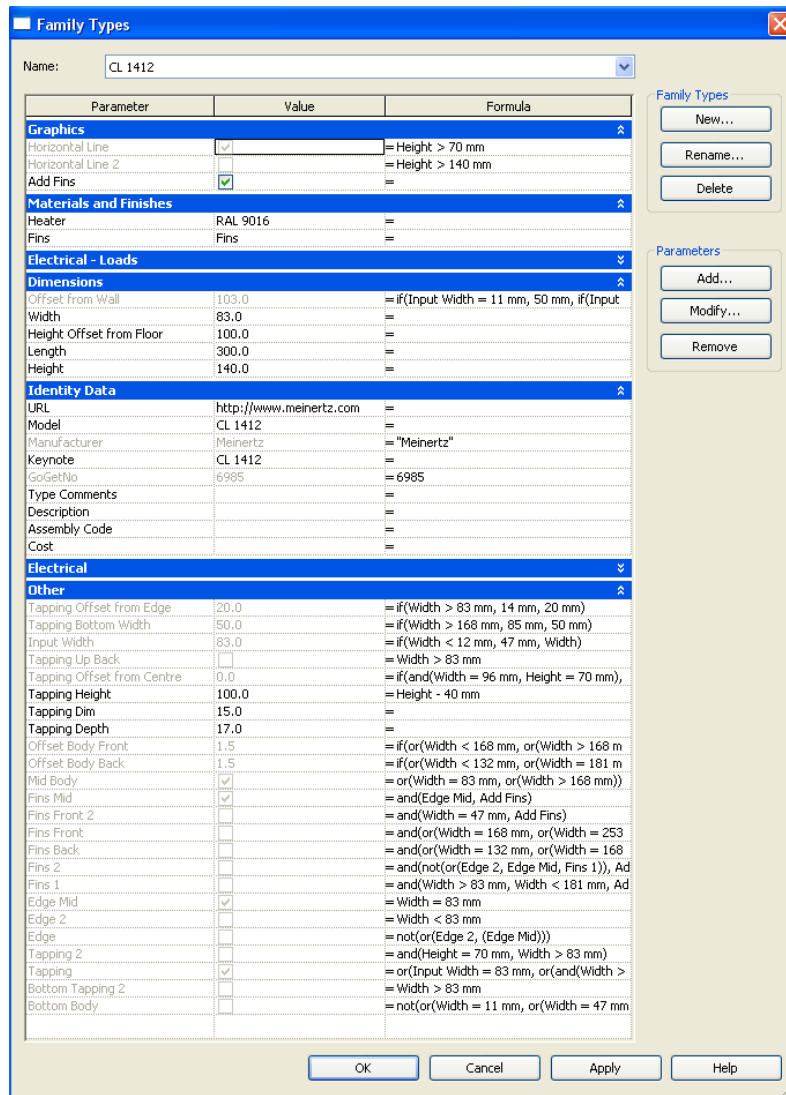 Family Types
Name: CL 1412
Parameter Value Formula
Graphics
Horizontal Line = Height > 70 mm
Horizontal Line 2 = Height > 140 mm
Add Fins =
Materials and Finishes
Heater RAL 9016 =
Fins Fins =
Electrical - Loads
Dimensions
Offset from Wall 103.0 = if(Input Width = 11 mm, 50 mm, if(Input
Width 83.0 =
Height Offset from Floor 100.0 =
Length 300.0 =
Height 140.0 =
Identity Data
URL http://www.meinertz.com =
Model CL 1412 =
Manufacturer Meinertz = "Meinertz"
Keynote CL 1412 =
GoGetNo 6985 = 6985
Type Comments =
Description =
Assembly Code =
Cost =
Electrical
Other
Tapping Offset from Edge 20.0 = if(Width > 83 mm, 14 mm, 20 mm)
Tapping Bottom Width 50.0 = if(Width > 168 mm, 85 mm, 50 mm)
Input Width 83.0 = if(Width < 12 mm, 47 mm, Width)
Tapping Up Back = Width > 83 mm
Tapping Offset from Centre 0.0 = if(and(Width = 96 mm, Height = 70 mm),
Tapping Height 100.0 = Height - 40 mm
Tapping Dim 15.0 =
Tapping Depth 17.0 =
Offset Body Front 1.5 = if(or(Width < 168 mm, or(Width > 168 m
Offset Body Back 1.5 = if(or(Width < 132 mm, or(Width = 181 m
Mid Body = or(Width = 83 mm, or(Width > 168 mm))
Fins Mid = and(Edge Mid, Add Fins)
Fins Front 2 = and(Width = 47 mm, Add Fins)
Fins Front = and(or(Width = 168 mm, or(Width = 253
Fins Back = and(or(Width = 132 mm, or(Width = 168
Fins 2 = and(not(or(Edge 2, Edge Mid, Fins 1)), Ad
Fins 1 = and(Width > 83 mm, Width < 181 mm, Ad
Edge Mid = Width = 83 mm
Edge 2 = Width < 83 mm
Edge = not(or(Edge 2, (Edge Mid)))
Tapping 2 = and(Height = 70 mm, Width > 83 mm)
Tapping = or(Input Width = 83 mm, or(and(Width >
Bottom Tapping 2 = Width > 83 mm
Bottom Body = not(or(Width = 11 mm, or(Width = 47 mm
Family Types
New...
Rename...
Delete
Parameters
Add...
Modify...
Remove
OK Cancel Apply Help